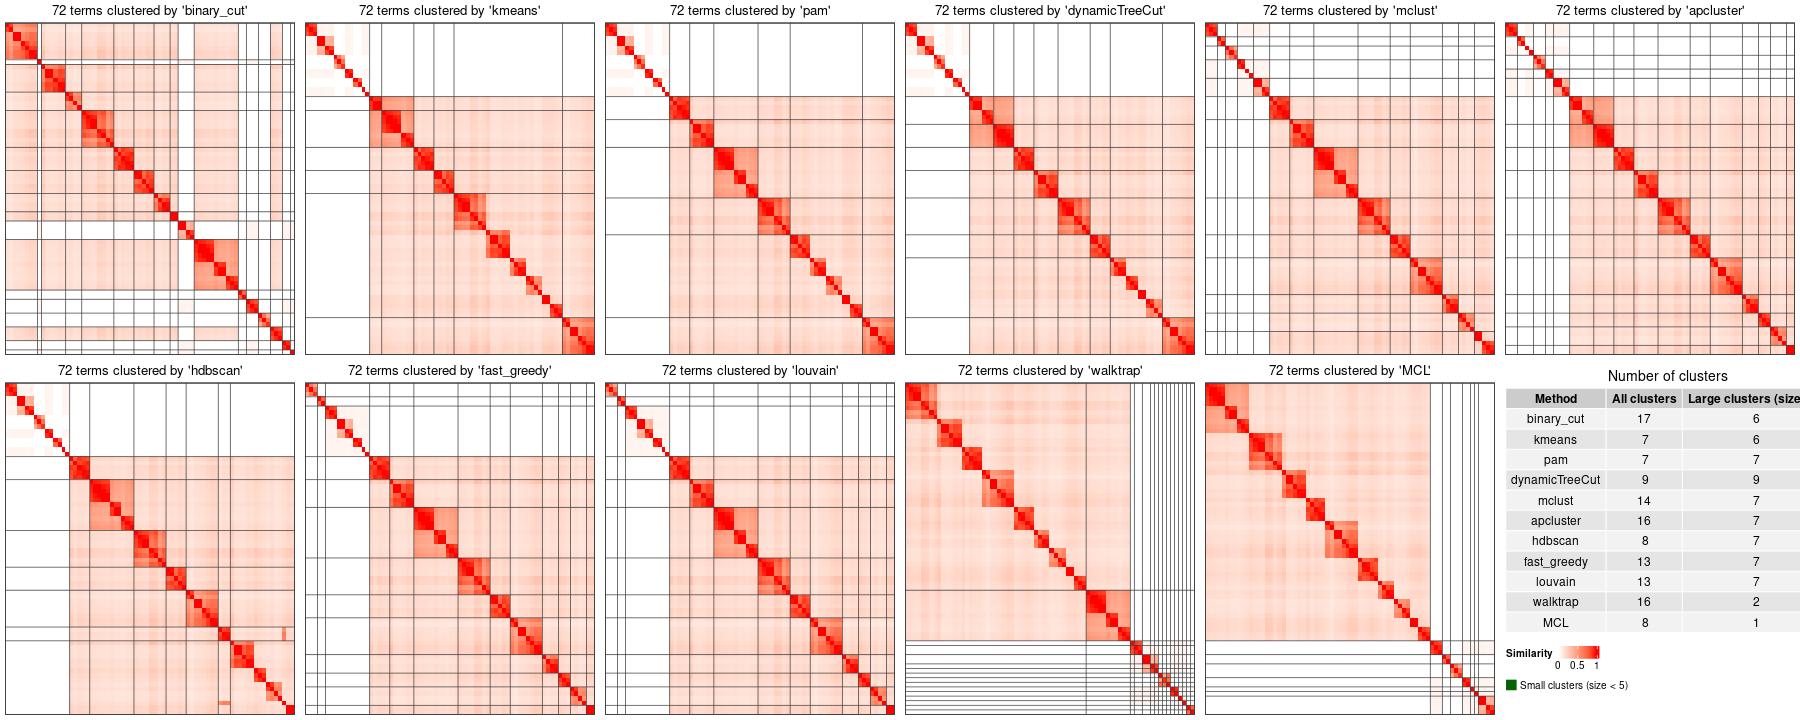 72 terms clustered by 'binary_cut'
72 terms clustered by 'kmeans'
72 terms clustered by 'pam'
72 terms clustered by 'dynamicTreeCut'
72 terms clustered by 'mclust'
72 terms clustered by 'apcluster'
72 terms clustered by 'hdbscan'
72 terms clustered by 'fast_greedy'
72 terms clustered by 'louvain'
72 terms clustered by 'walktrap'
72 terms clustered by 'MCL'
Number of clusters
Method All clusters Large clusters (size
binary_cut 17 6
kmeans 7 6
pam 7 7
dynamicTreeCut 9 9
mclust 14 7
apcluster 16 7
hdbscan 8 7
fast_greedy 13 7
louvain 13 7
walktrap 16 2
MCL 8 1
Similarity
0 0.5 1
Small clusters (size < 5)